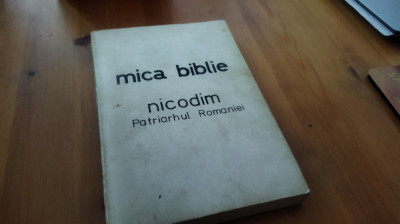 mica biblie
nicodim
Patriarhul Romaniei